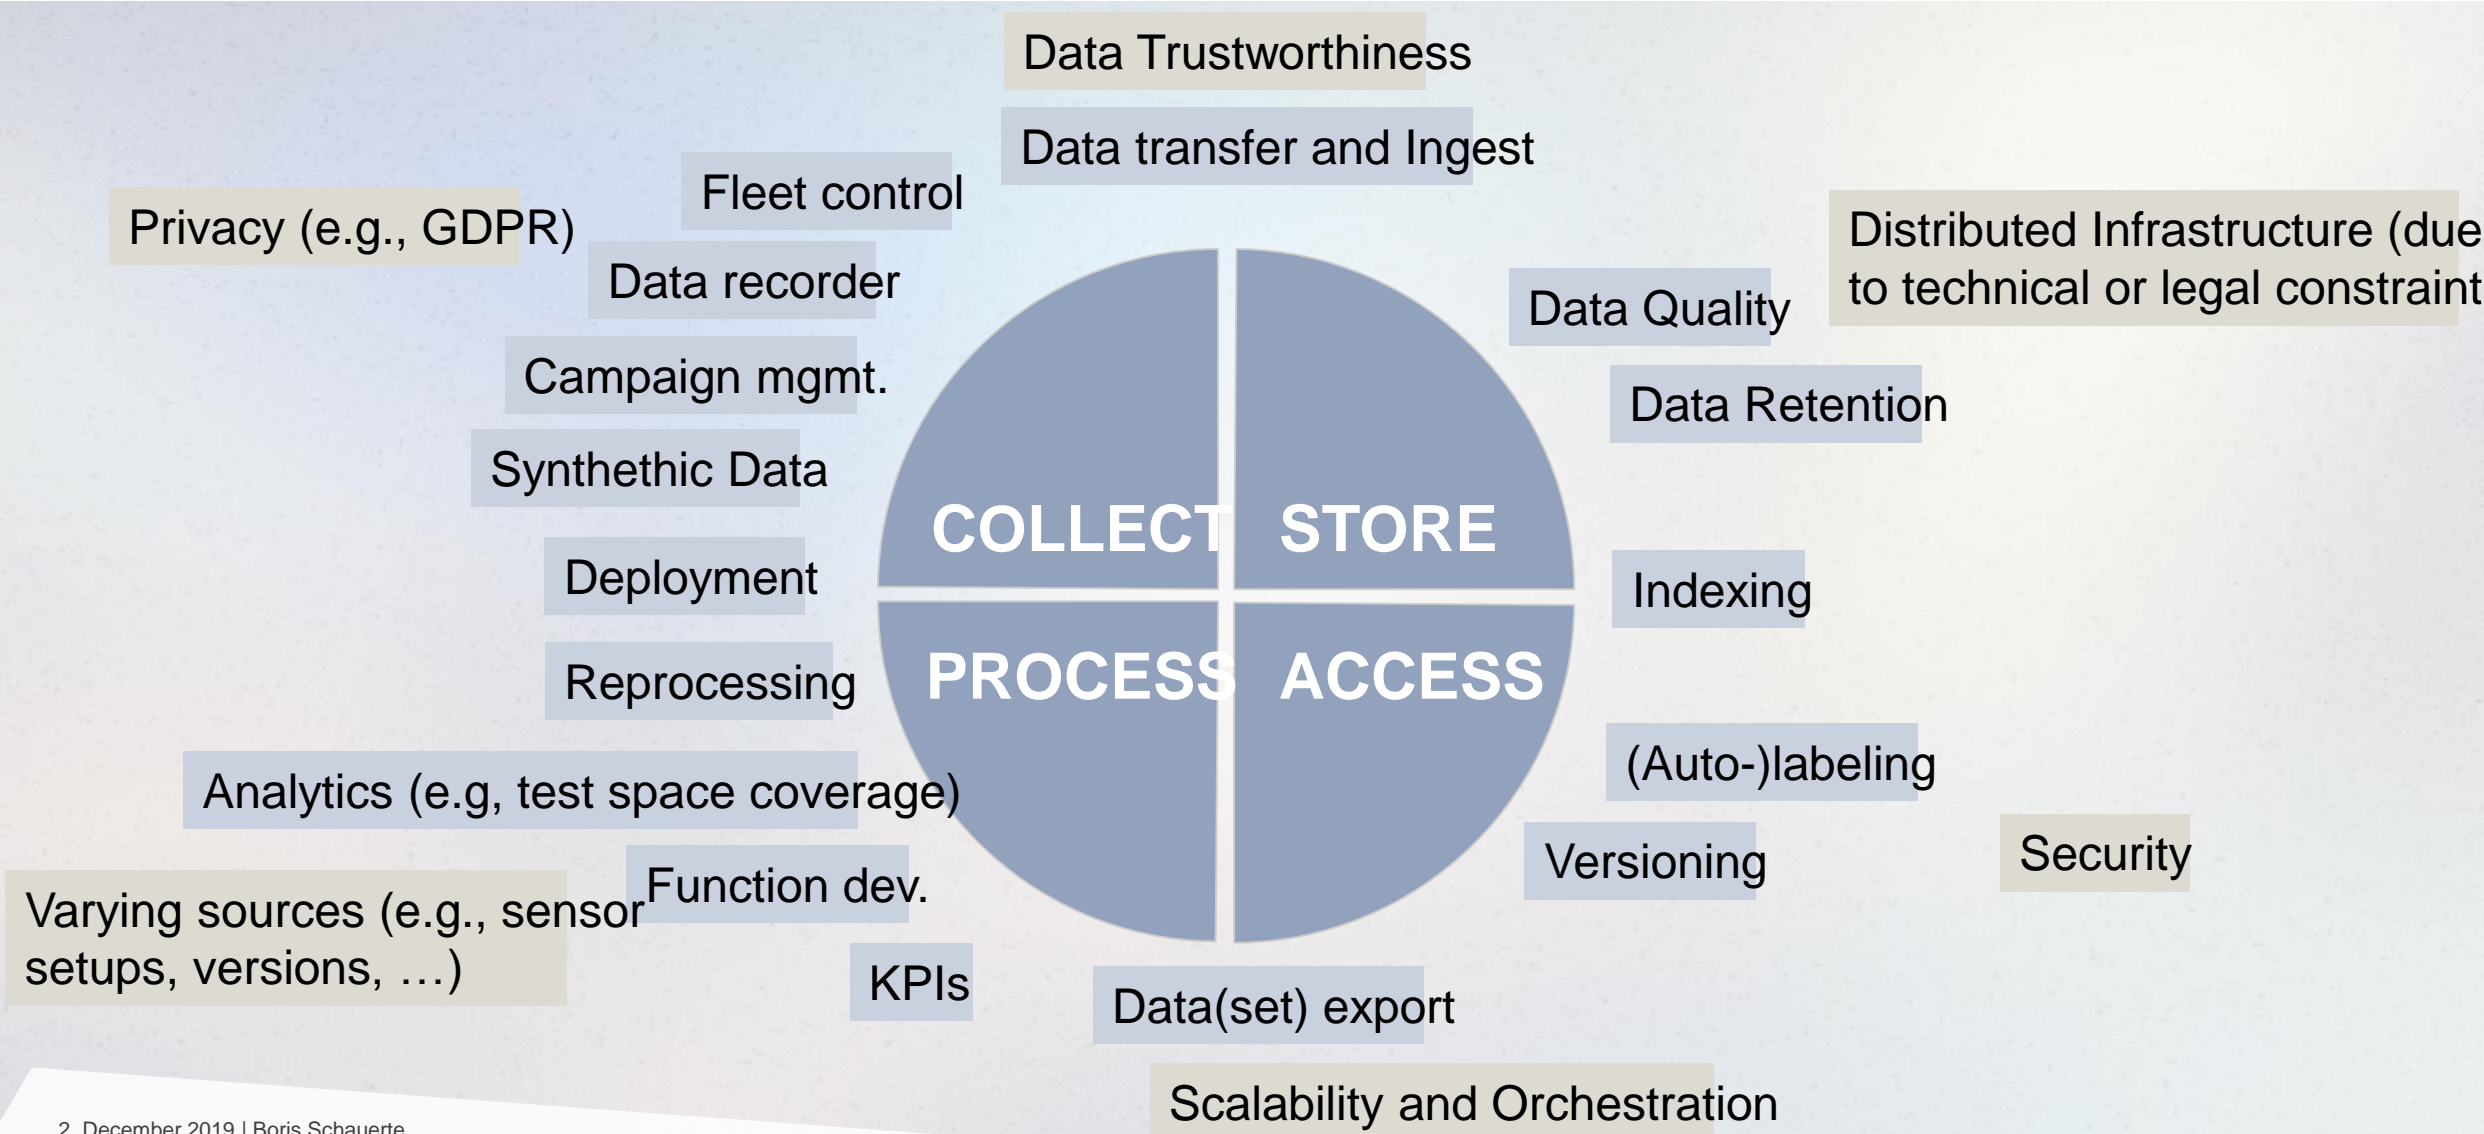 Data Trustworthiness
Data transfer and Ingest
Fleet control
Privacy (e.g., GDPR)
Distributed Infrastructure (due
to technical or legal constraint
Data recorder
Data Quality
Campaign mgmt.
Data Retention
Synthethic Data
COLLECT
STORE
Deployment
Indexing
Reprocessing
PROCESS
ACCESS
(Auto-)labeling
Analytics (e.g, test space coverage)
Versioning
Security
Function dev.
Varying sources (e.g., sensor
setups, versions, …)
KPIs
Data(set) export
Scalability and Orchestration
2. December 2019 | Boris Schauerte